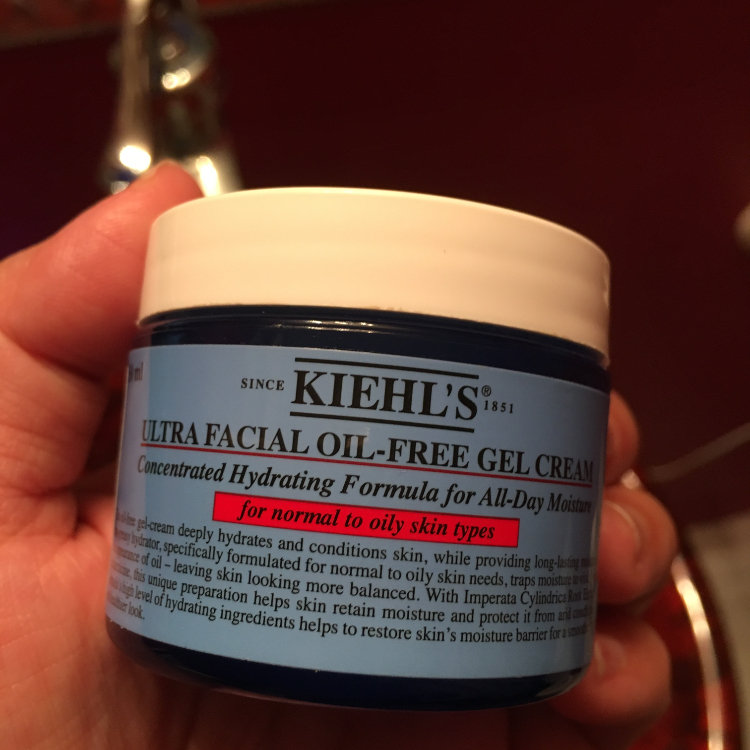 ml
SINCE KIEHL'S® 1851
ULTRA FACIAL OIL-FREE GEL CREAM
Concentrated Hydrating Formula for All-Day Moisture
for normal to oily skin types
gel-cream deeply hydrates and conditions skin, while providing long-lasting
hydrator, specifically formulated for normal to oily skin needs, traps moisture
of oil – leaving skin looking more balanced. With Imperata Cylindrica Root
this unique preparation helps skin retain moisture and protect it from arid
high level of hydrating ingredients helps to restore skin's moisture barrier for a
look.